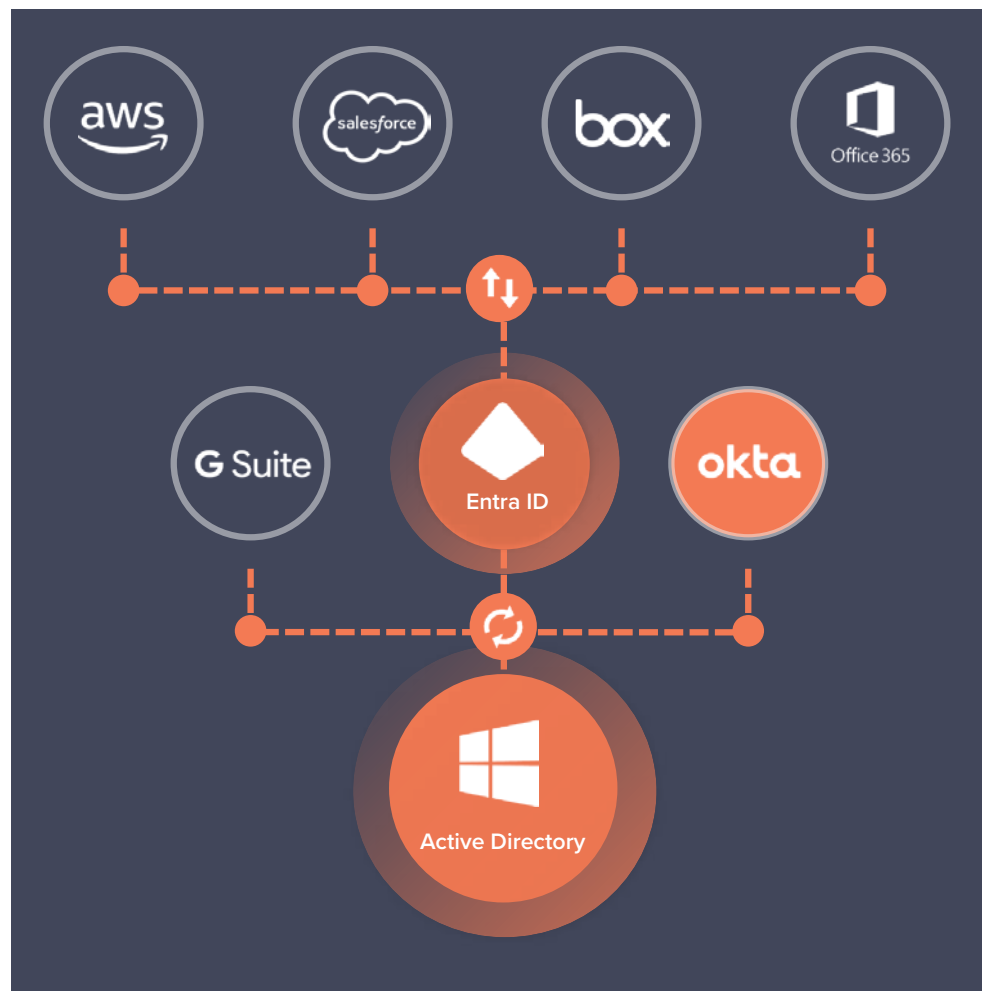 aws
salesforce
box
Office 365
G Suite
Entra ID
okta
Active Directory